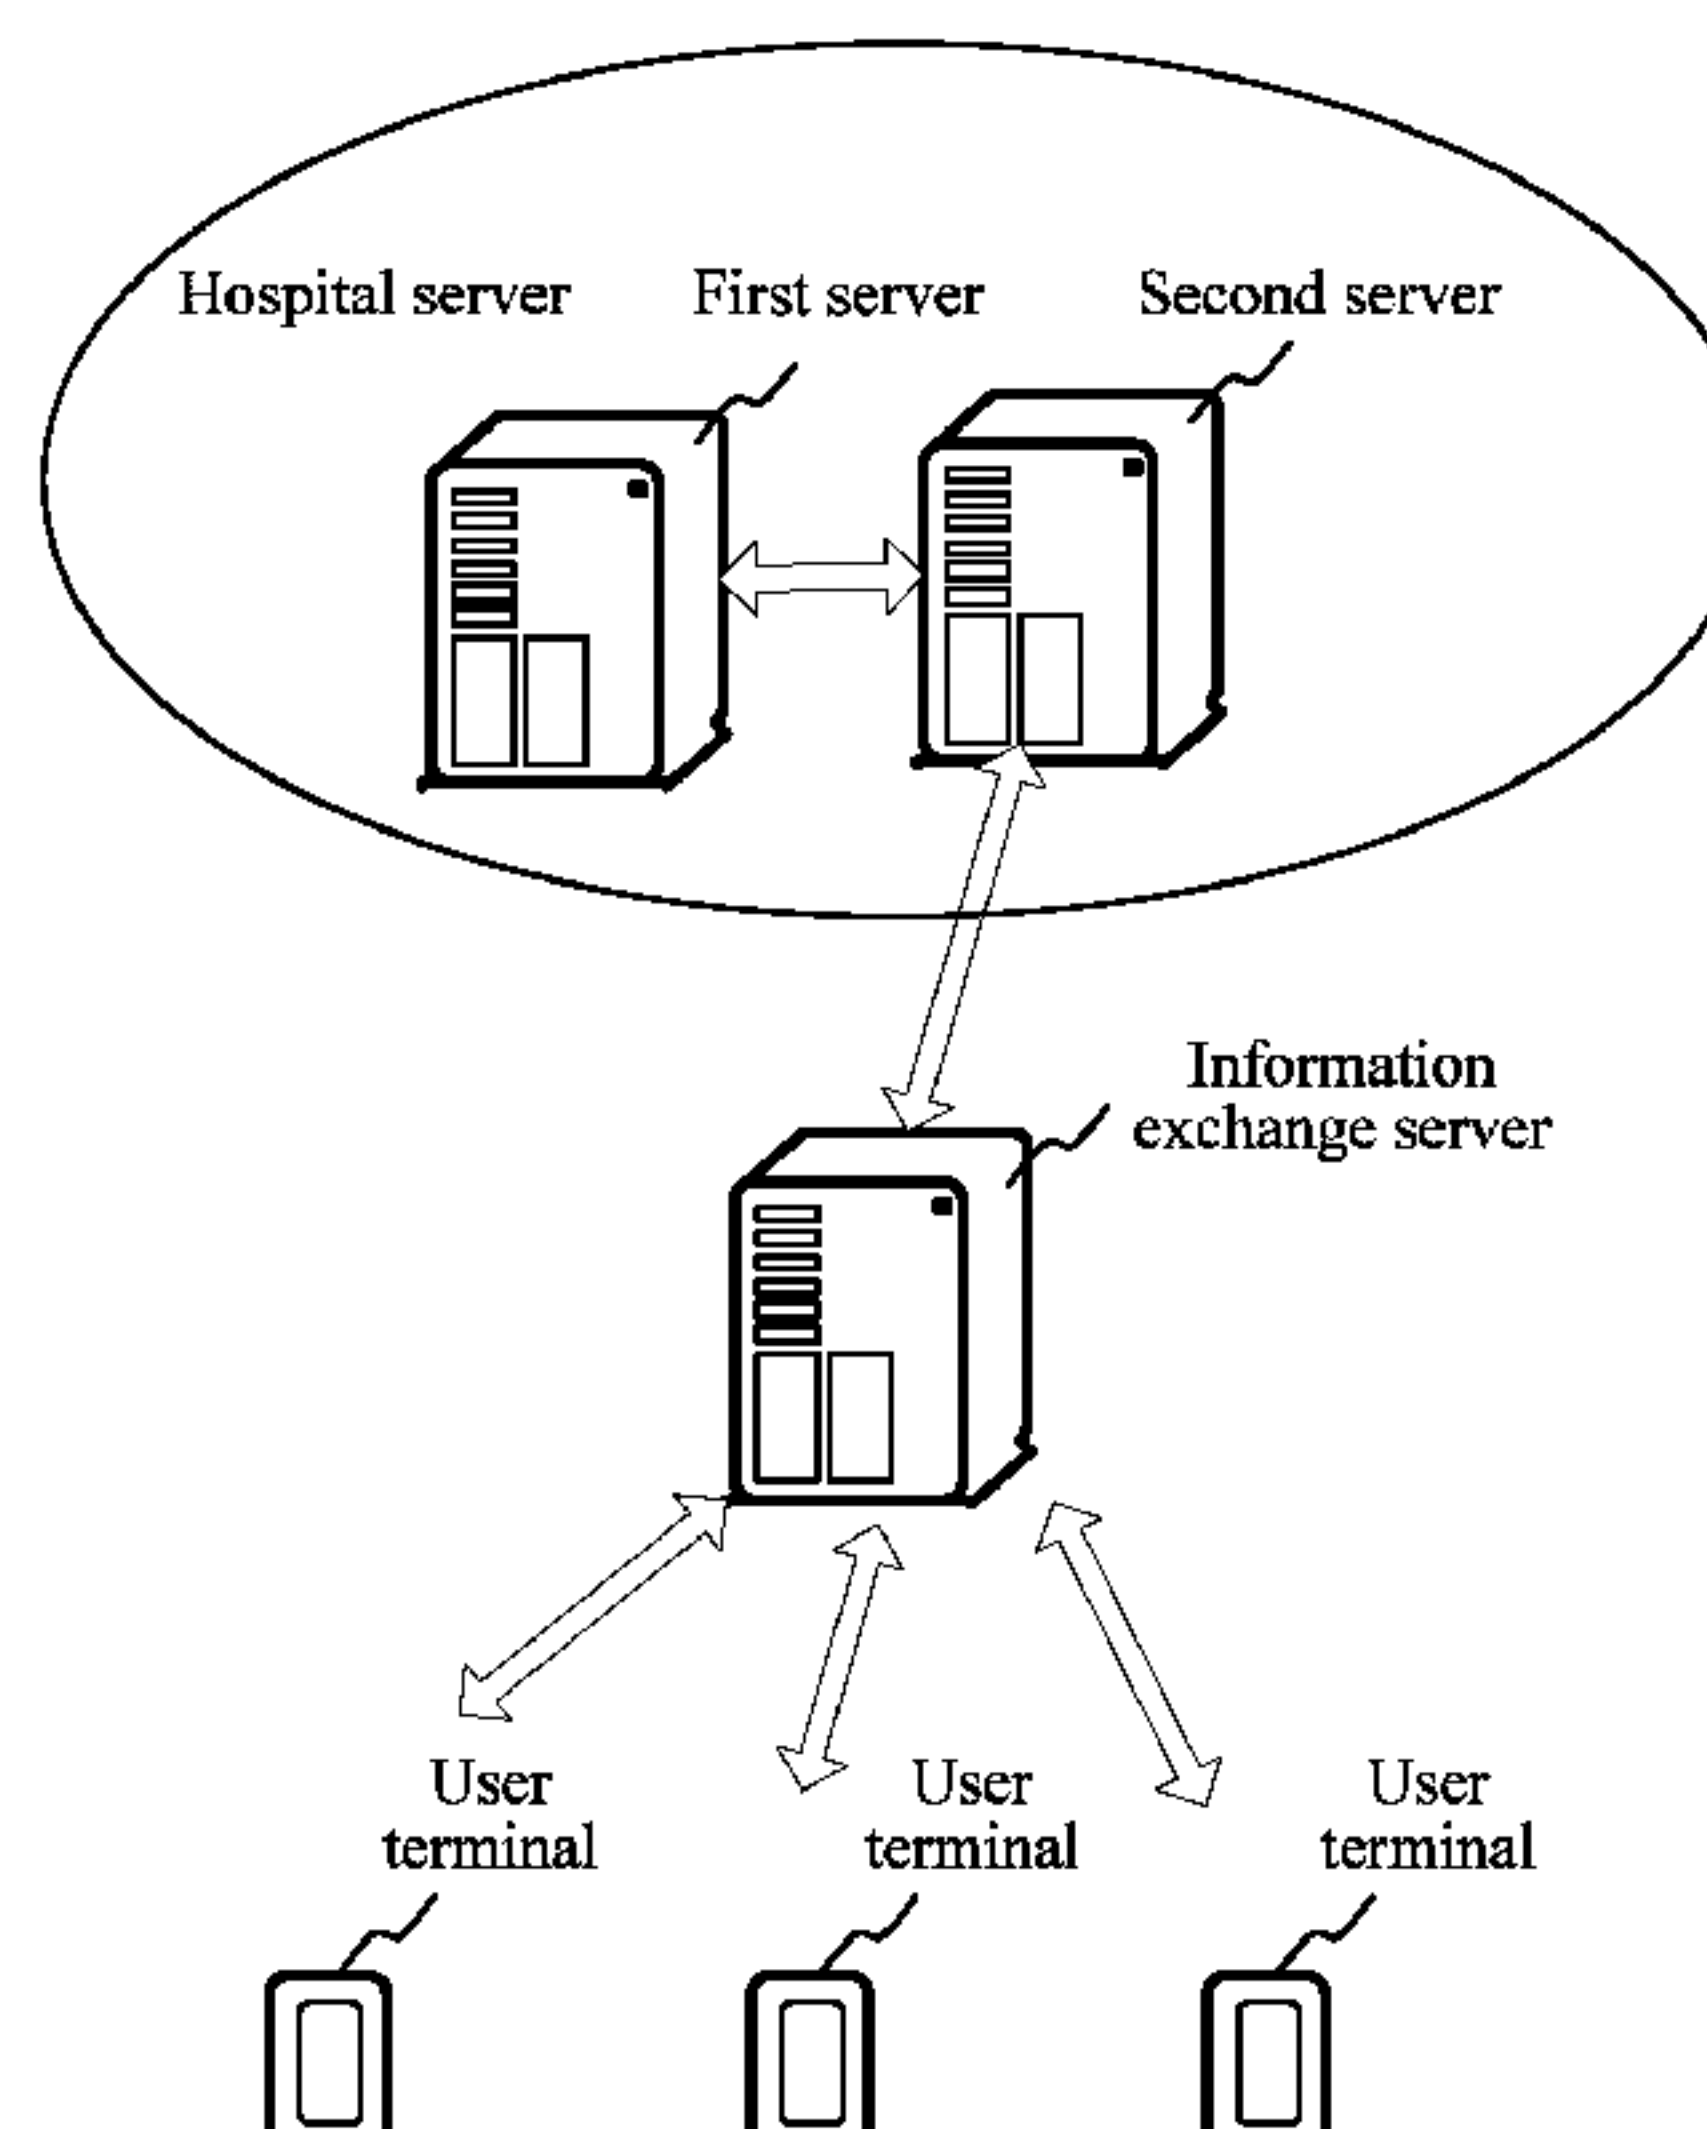 Hospital server
First server
Second server
Information
exchange server
User
terminal
User
terminal
User
terminal